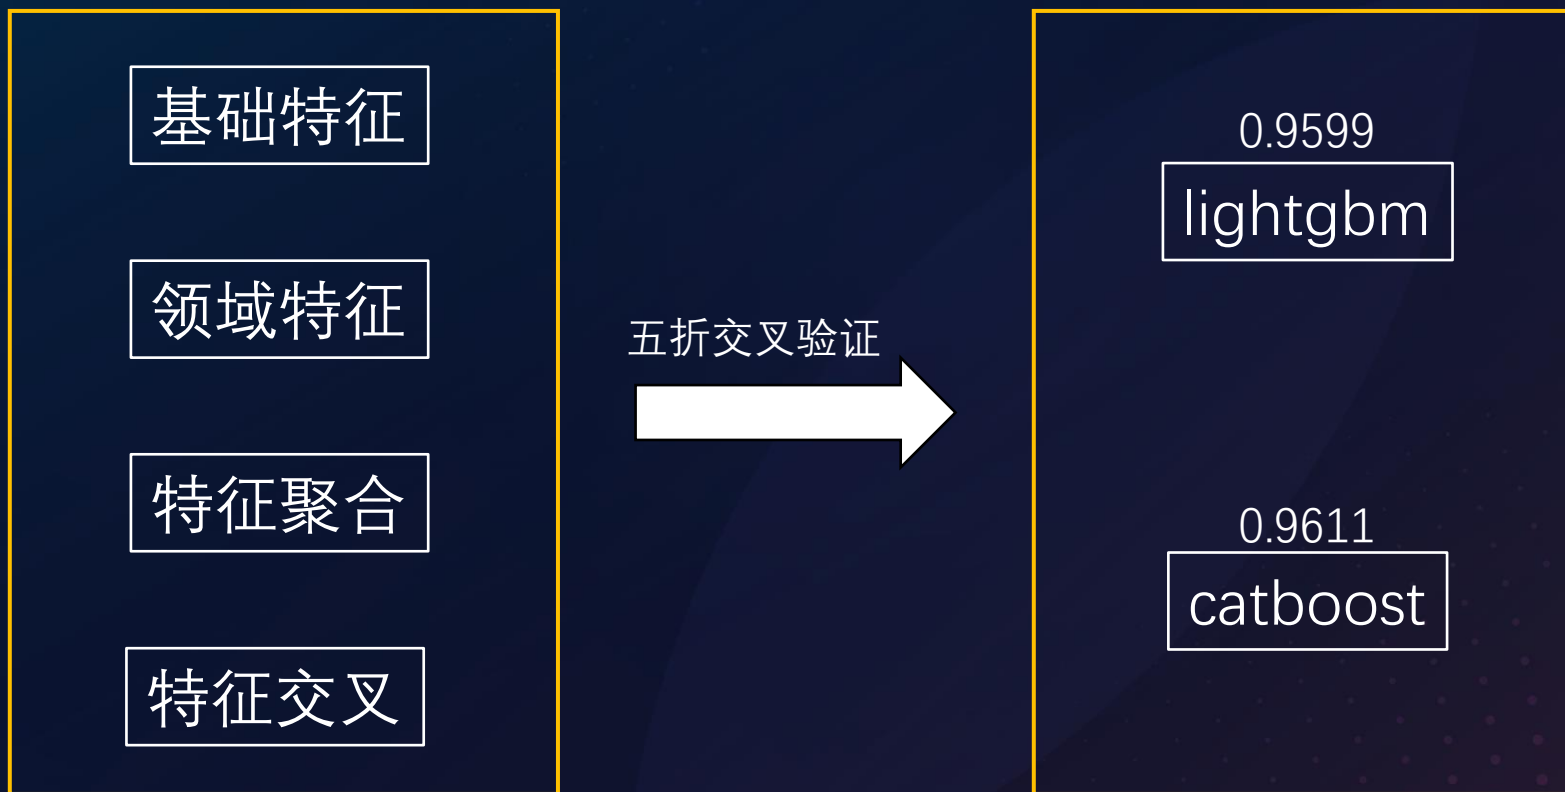 基础特征
领域特征
特征聚合
特征交叉
五折交叉验证
0.9599
lightgbm
0.9611
catboost